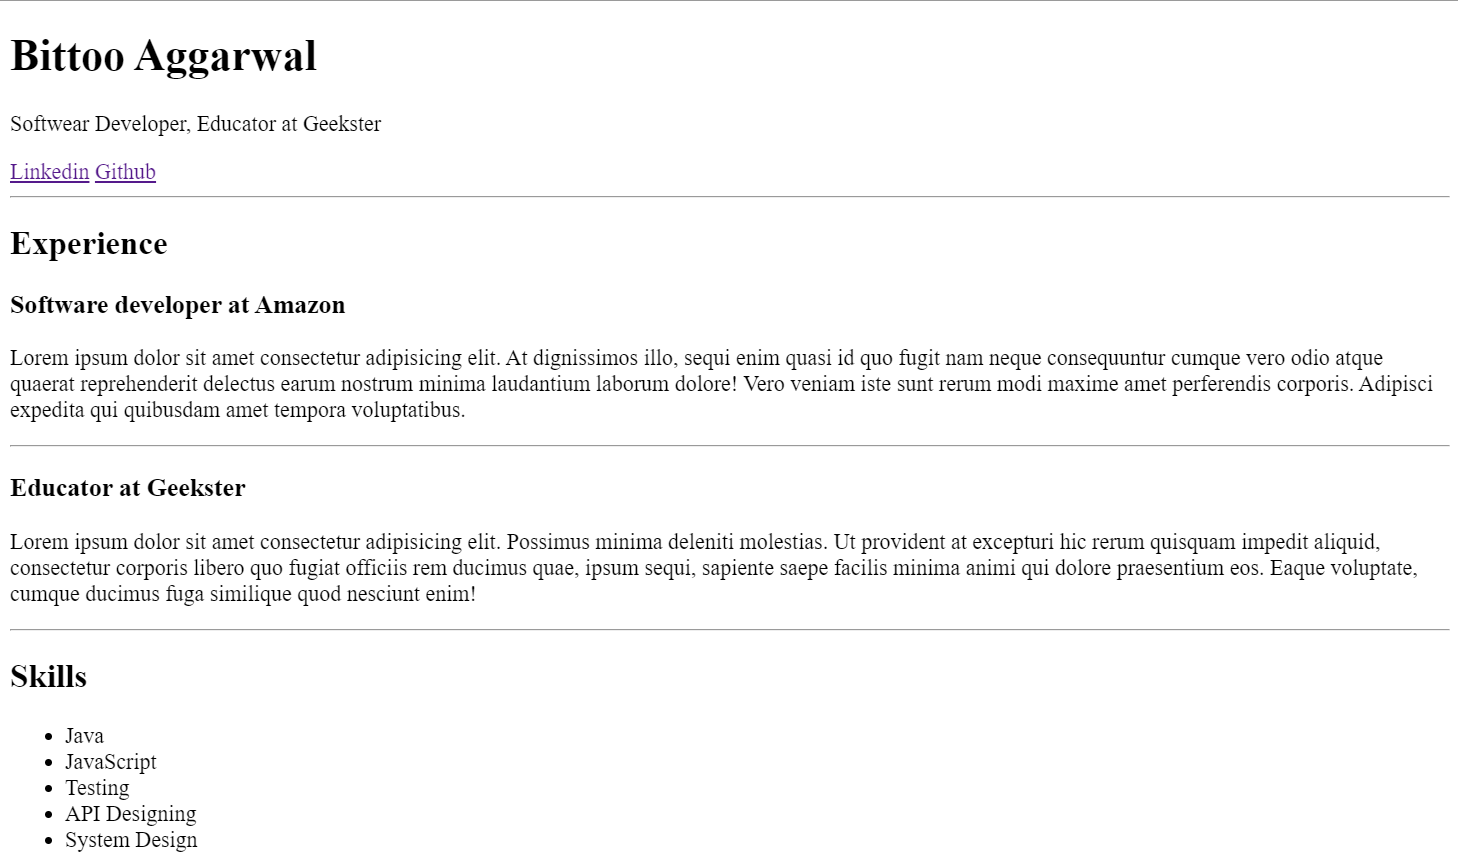 Bittoo Aggarwal
Softwear Developer, Educator at Geekster
Linkedin Github
Experience
Software developer at Amazon
Lorem ipsum dolor sit amet consectetur adipisicing elit. At dignissimos illo, sequi enim quasi id quo fugit nam neque consequuntur cumque vero odio atque
quaerat reprehenderit delectus earum nostrum minima laudantium laborum dolore! Vero veniam iste sunt rerum modi maxime amet perferendis corporis. Adipisci
expedita qui quibusdam amet tempora voluptatibus.
Educator at Geekster
Lorem ipsum dolor sit amet consectetur adipisicing elit. Possimus minima deleniti molestias. Ut provident at excepturi hic rerum quisquam impedit aliquid,
consectetur corporis libero quo fugiat officiis rem ducimus quae, ipsum sequi, sapiente saepe facilis minima animi qui dolore praesentium eos. Eaque voluptate,
cumque ducimus fuga similique quod nesciunt enim!
Skills
• Java
• JavaScript
• Testing
• API Designing
• System Design